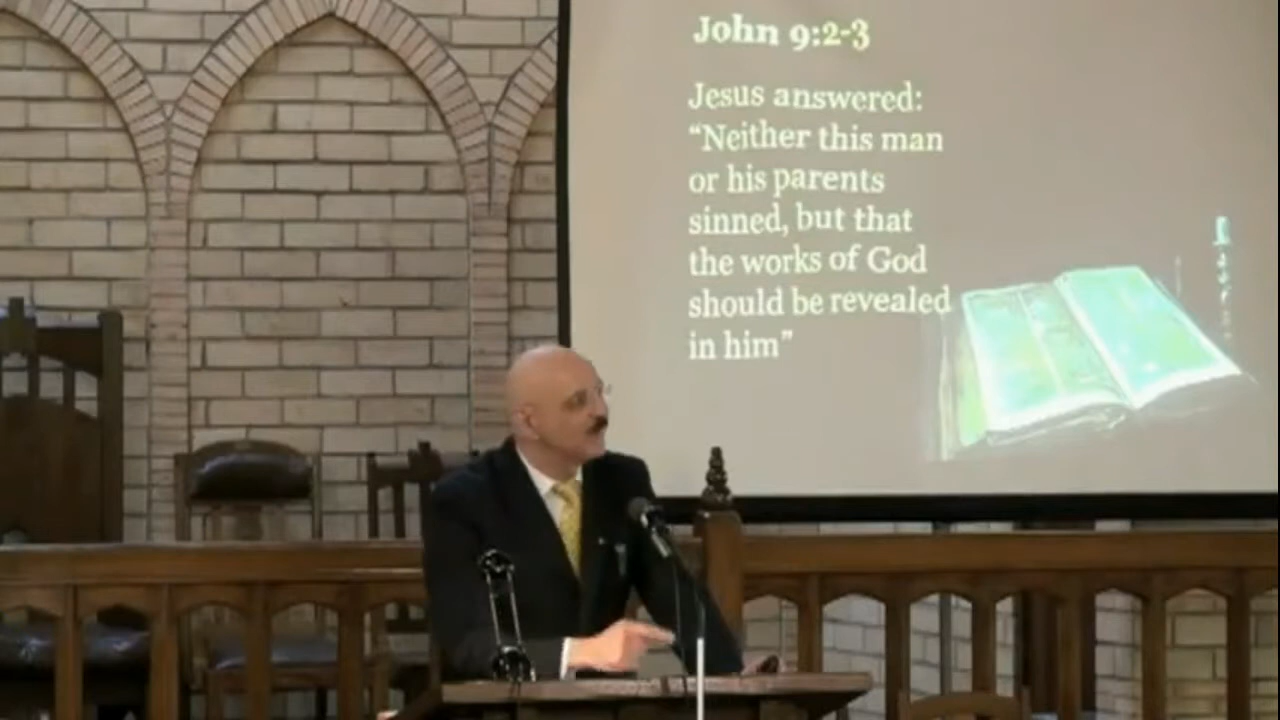 John 9:2-3
Jesus answered:
“Neither this man
or his parents
sinned, but that
the works of God
should be revealed
in him”